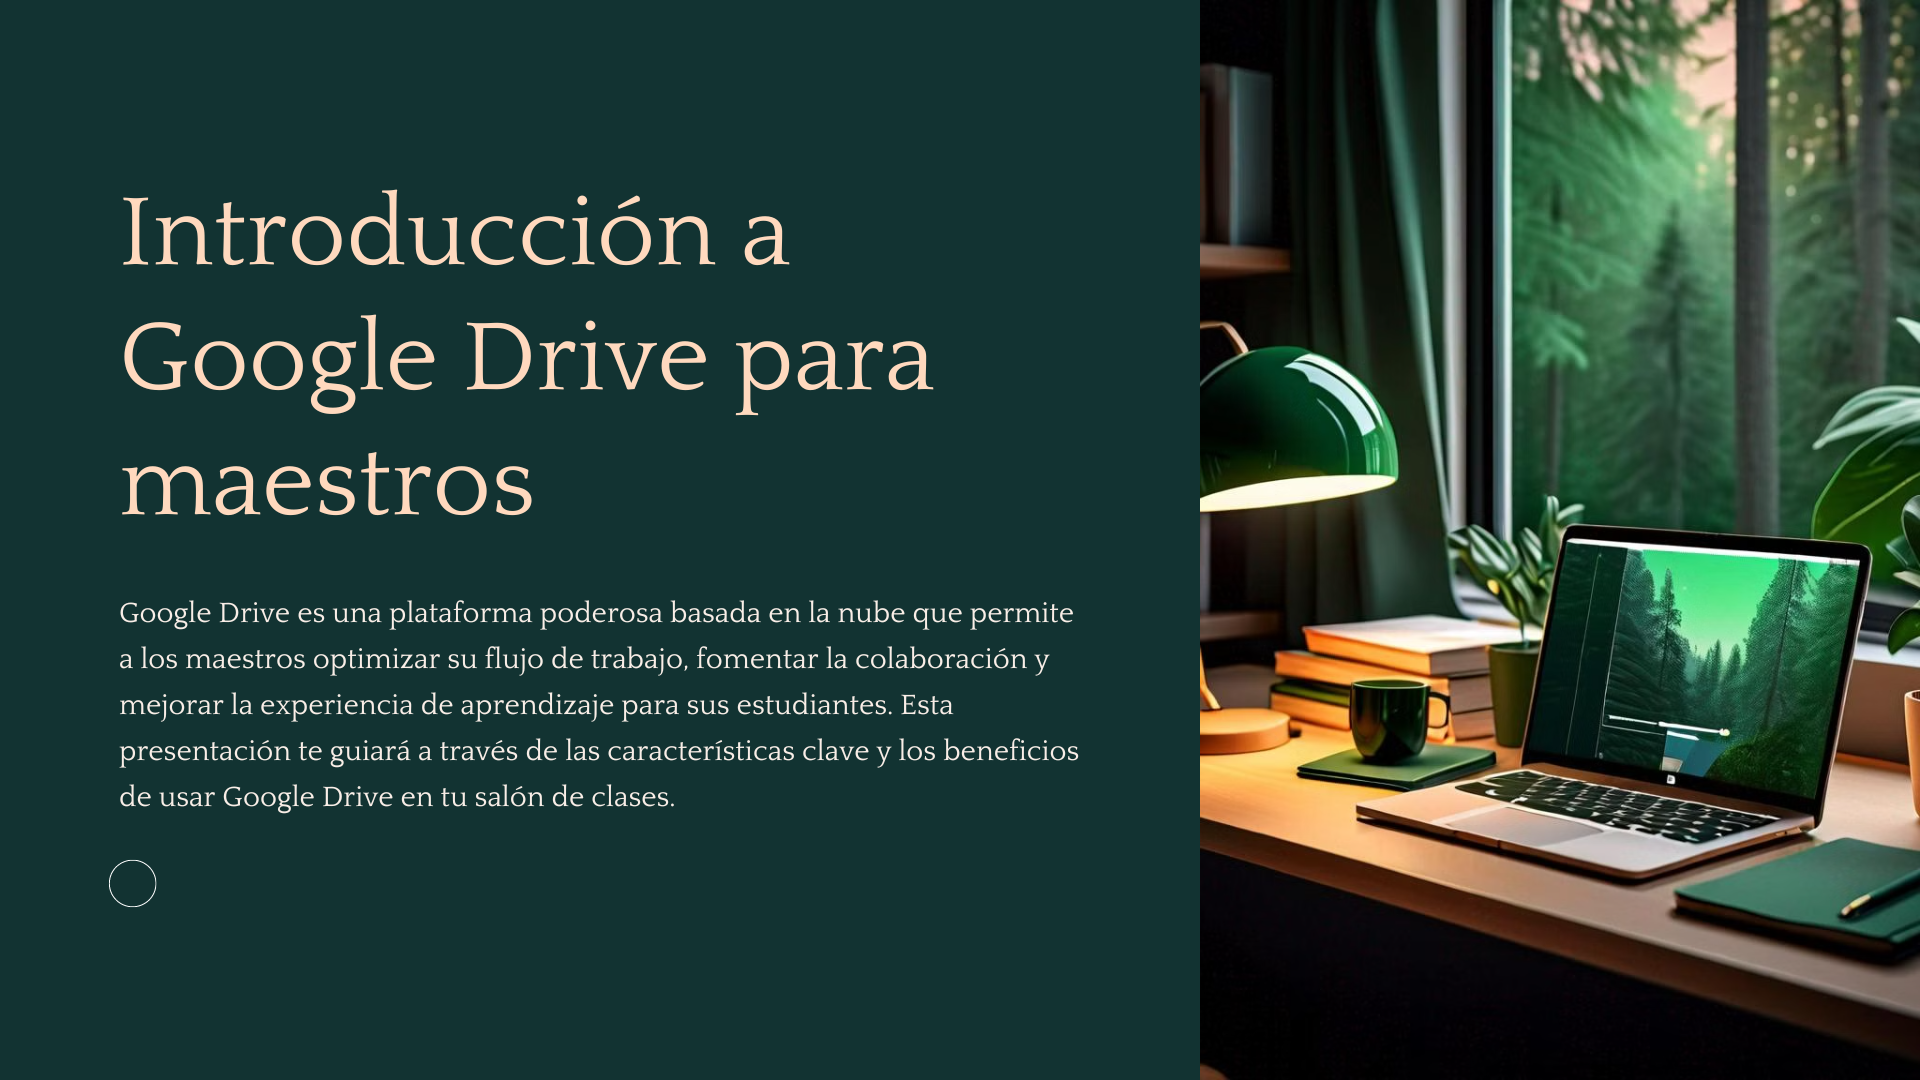 Introducción a
Google Drive para
maestros
Google Drive es una plataforma poderosa basada en la nube que permite
a los maestros optimizar su flujo de trabajo, fomentar la colaboración y
mejorar la experiencia de aprendizaje para sus estudiantes. Esta
presentación te guiará a través de las características clave y los beneficios
de usar Google Drive en tu salón de clases.